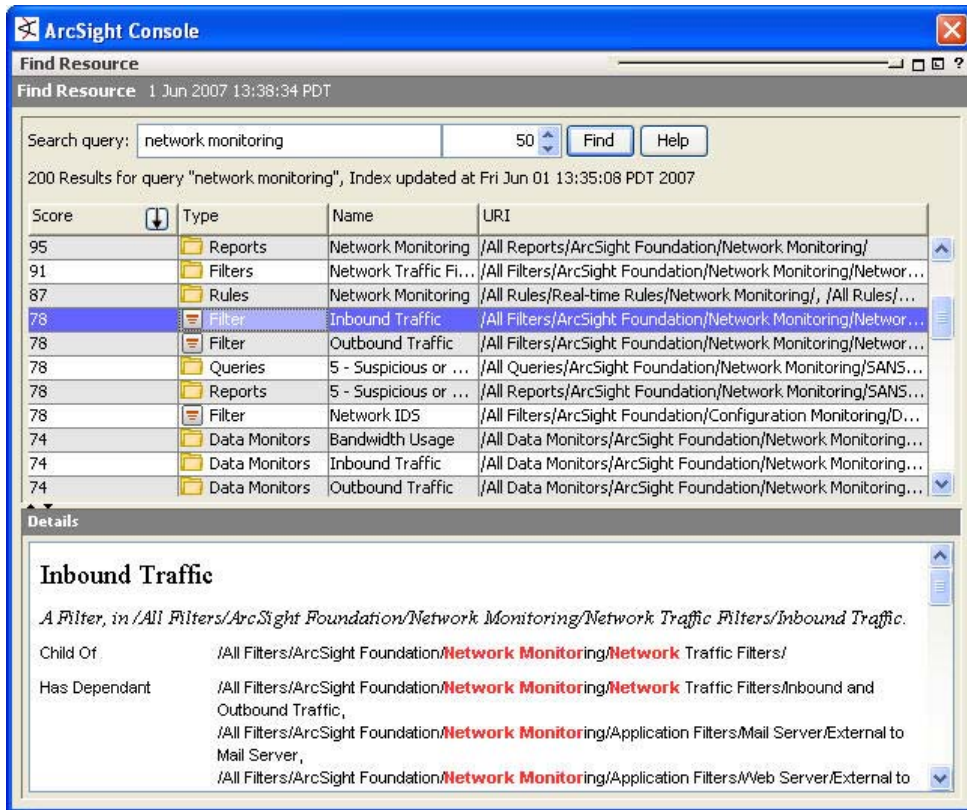 ArcSight Console
Find Resource
Find Resource 1 Jun 2007 13:38:34 PDT
Search query: network monitoring 50 Find Help
200 Results for query "network monitoring", Index updated at Fri Jun 01 13:35:08 PDT 2007
Score Type Name URI
95 Reports Network Monitoring /All Reports/ArcSight Foundation/Network Monitoring/
91 Filters Network Traffic Fi... /All Filters/ArcSight Foundation/Network Monitoring/Networ...
87 Rules Network Monitoring /All Rules/Real-time Rules/Network Monitoring/, /All Rules/...
78 Filter Inbound Traffic /All Filters/ArcSight Foundation/Network Monitoring/Networ...
78 Filter Outbound Traffic /All Filters/ArcSight Foundation/Network Monitoring/Networ...
78 Queries 5 - Suspicious or ... /All Queries/ArcSight Foundation/Network Monitoring/SANS...
78 Reports 5 - Suspicious or ... /All Reports/ArcSight Foundation/Network Monitoring/SANS...
78 Filter Network IDS /All Filters/ArcSight Foundation/Configuration Monitoring/D...
74 Data Monitors Bandwidth Usage /All Data Monitors/ArcSight Foundation/Network Monitoring...
74 Data Monitors Inbound Traffic /All Data Monitors/ArcSight Foundation/Network Monitoring...
74 Data Monitors Outbound Traffic /All Data Monitors/ArcSight Foundation/Network Monitoring...
Details
Inbound Traffic
A Filter, in /All Filters/ArcSight Foundation/Network Monitoring/Network Traffic Filters/Inbound Traffic.
Child Of /All Filters/ArcSight Foundation/Network Monitoring/Network Traffic Filters/
Has Dependant /All Filters/ArcSight Foundation/Network Monitoring/Network Traffic Filters/Inbound and
Outbound Traffic,
/All Filters/ArcSight Foundation/Network Monitoring/Application Filters/Mail Server/External to
Mail Server,
/All Filters/ArcSight Foundation/Network Monitoring/Application Filters/Web Server/External to